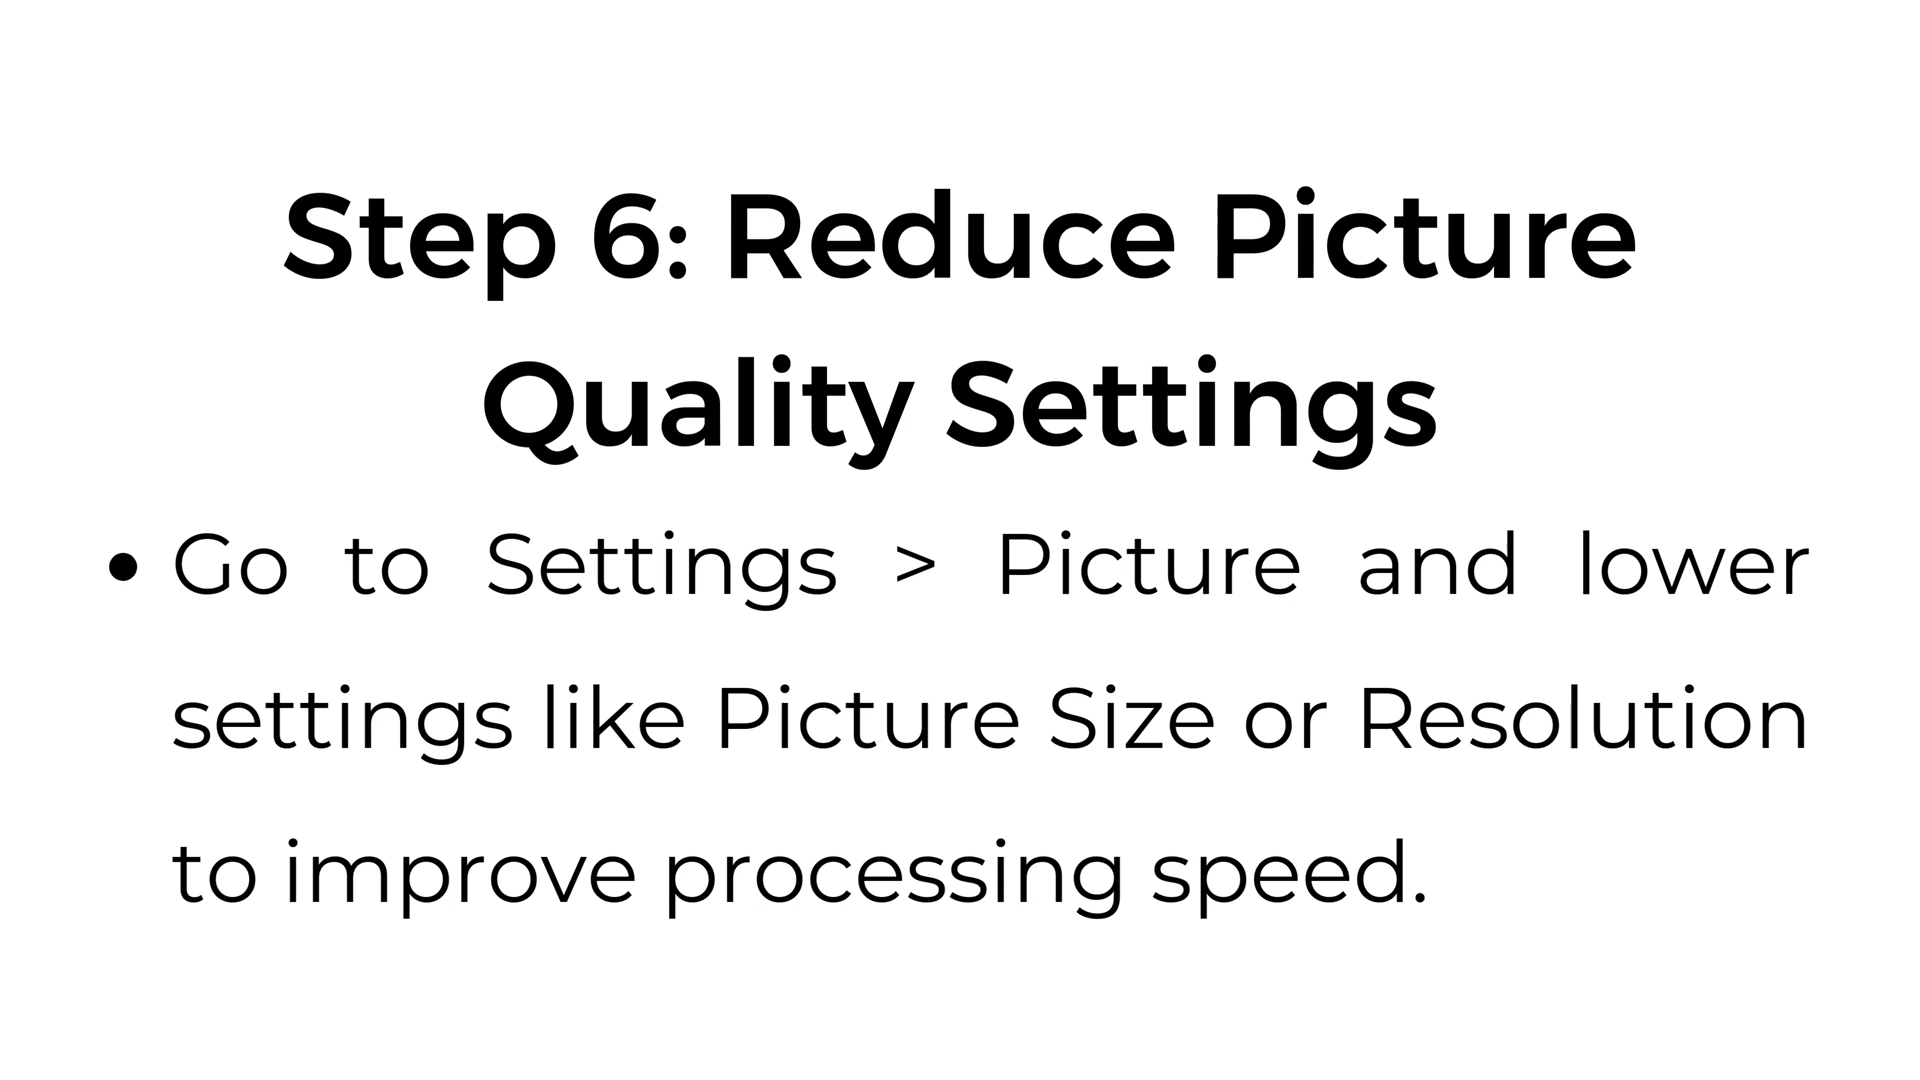 Step 6: Reduce Picture
Quality Settings
• Go to Settings > Picture and lower
settings like Picture Size or Resolution
to improve processing speed.